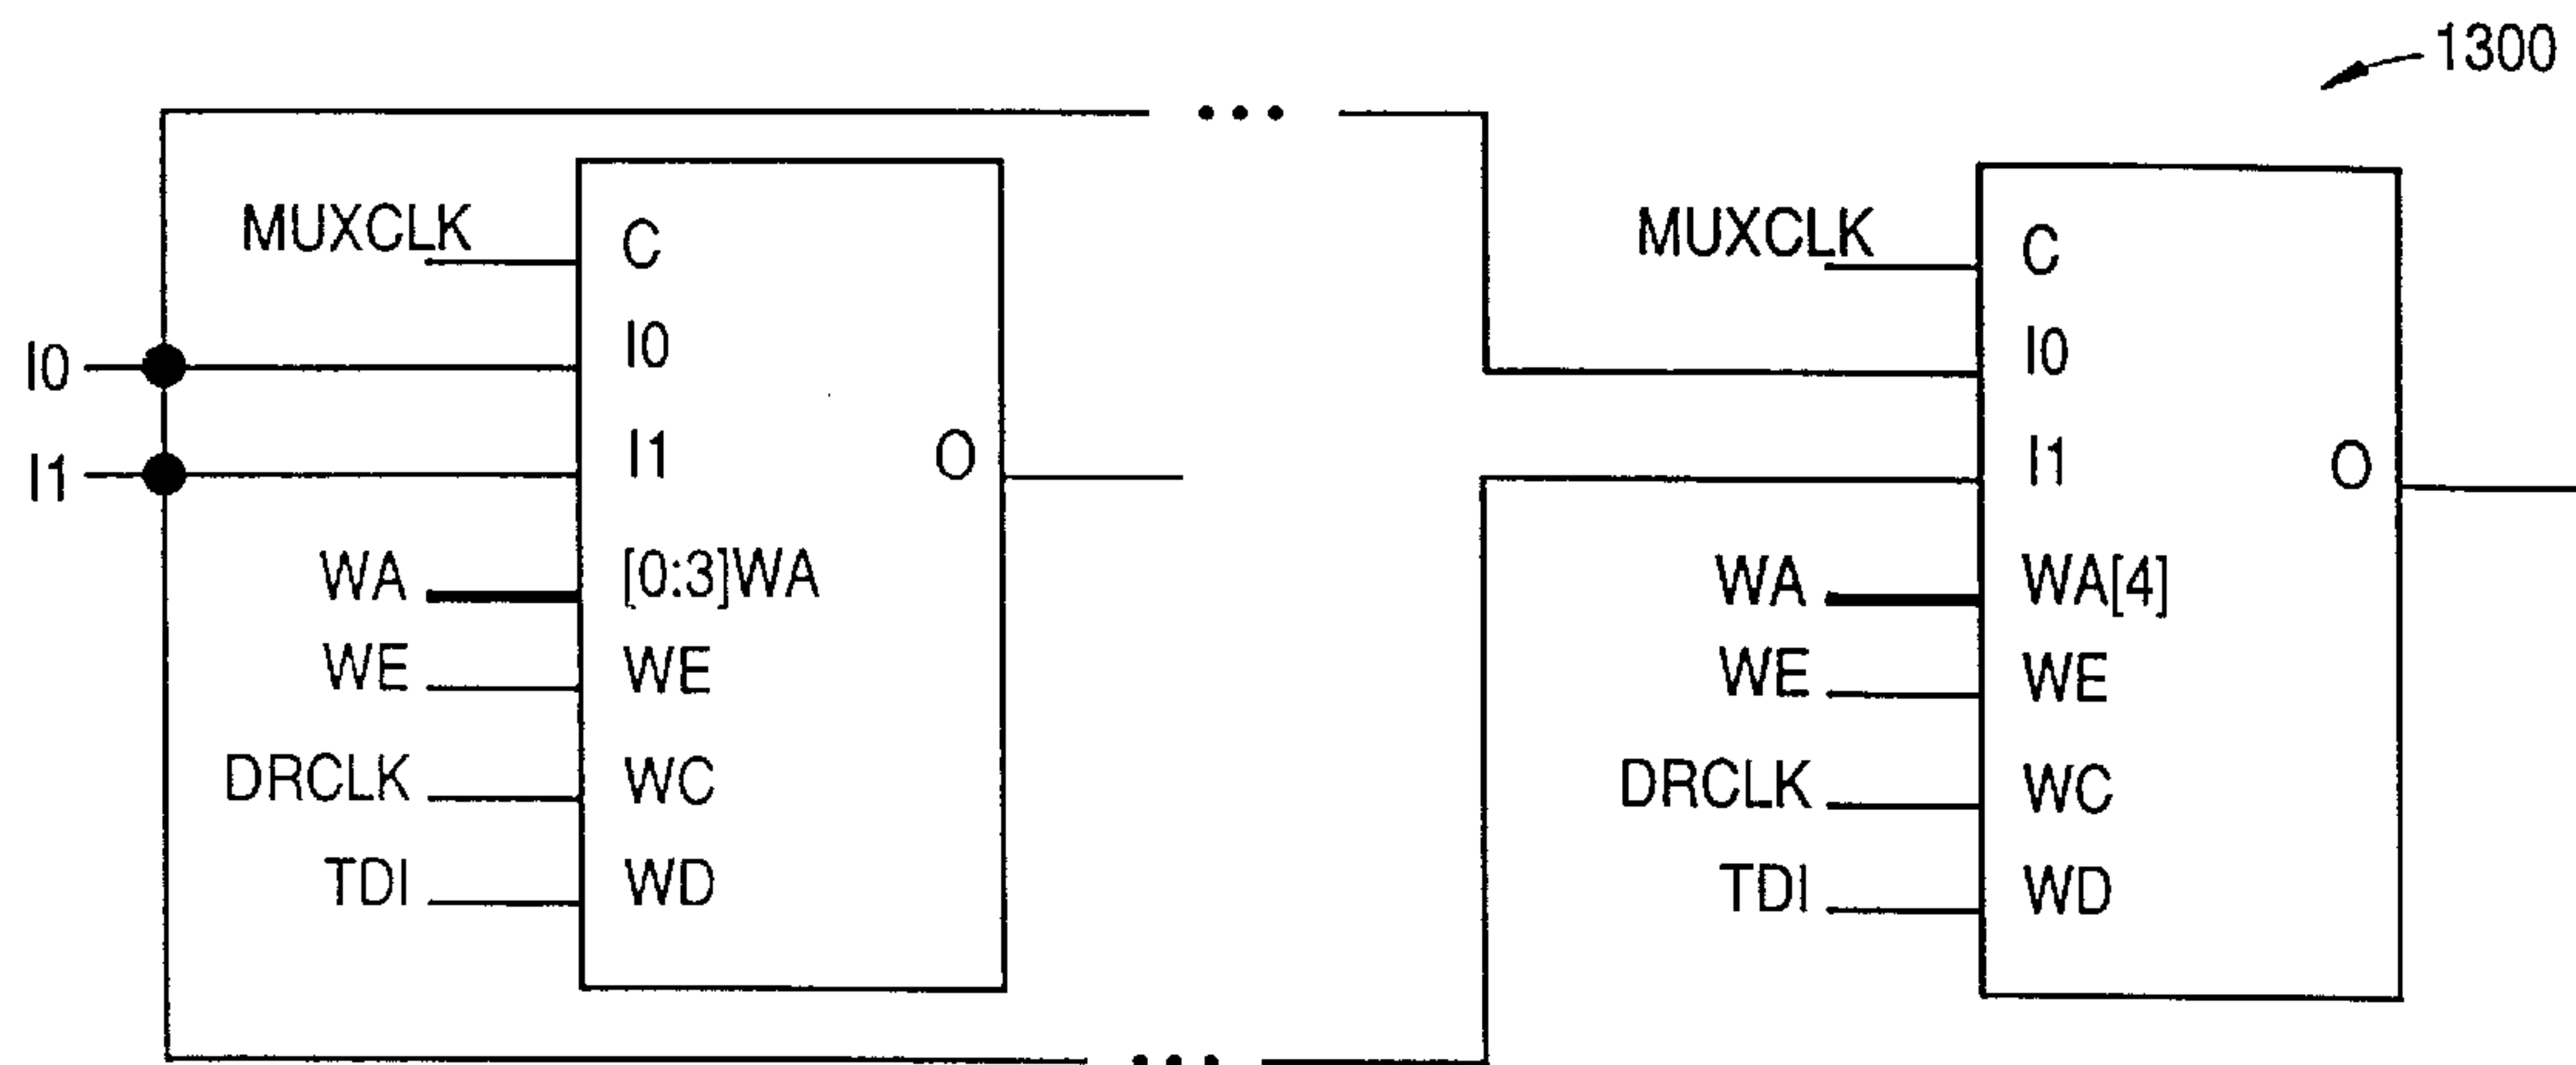 1300
MUXCLK C
I0 I0
I1 I1 O
WA [0:3]WA
WE WE
DRCLK WC
TDI WD
MUXCLK C
I0
I1 O
WA WA[4]
WE WE
DRCLK WC
TDI WD